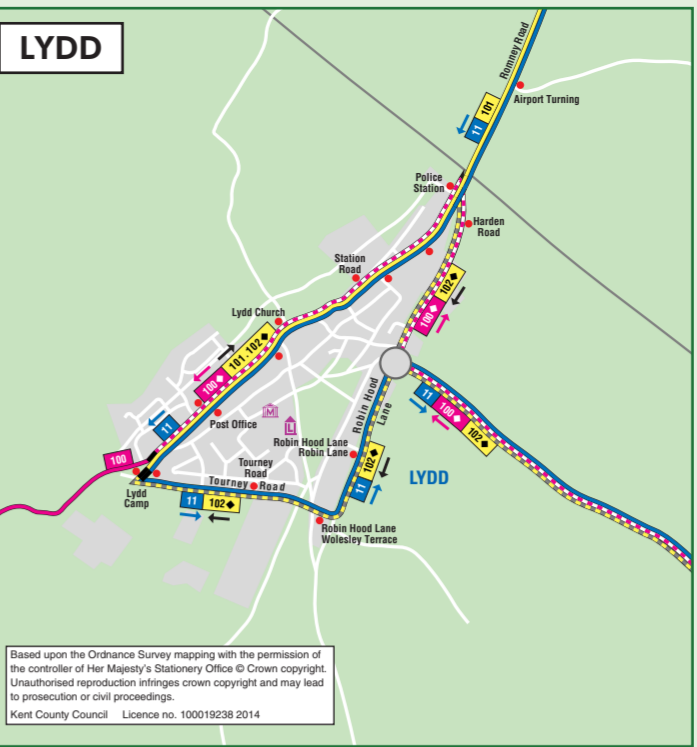 LYDD
Romney Road
Airport Turning
11 101
Police
Station
Harden
Road
Station
Road
102◆
100◆
Lydd Church
100◆ 101.102◆
11
Post Office
M
L
Robin Hood
Lane
11 100◆ 102◆
Robin Hood Lane
Robin Lane
100
Tourney
Road
Tourney Road
11 102◆
LYDD
Lydd
Camp
11 102◆
Robin Hood Lane
Wolesley Terrace
Based upon the Ordnance Survey mapping with the permission of
the controller of Her Majesty's Stationery Office © Crown copyright.
Unauthorised reproduction infringes crown copyright and may lead
to prosecution or civil proceedings.
Kent County Council Licence no. 100019238 2014